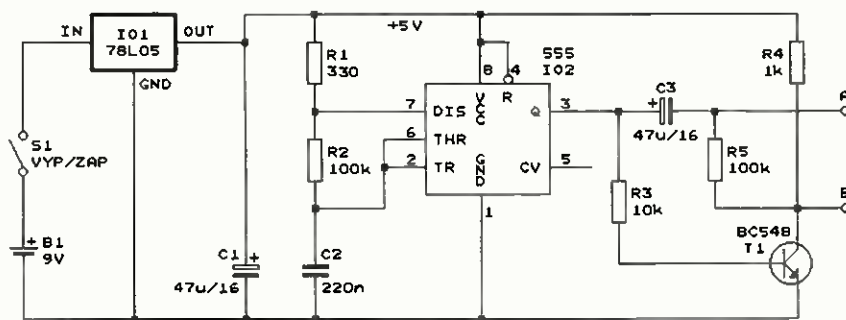 IN
IO1
78L05
OUT
GND
+5V
R1
330
555
IO2
8
4
VCC
R
C3
+
47u/16
R4
1k
A
7
DIS
Q
3
6
THR
2
TR
GND
CV
5
1
R2
100k
R3
10k
R5
100k
S1
VYP/ZAP
+
B1
9V
C1
+
47u/16
C2
220n
BC548
T1